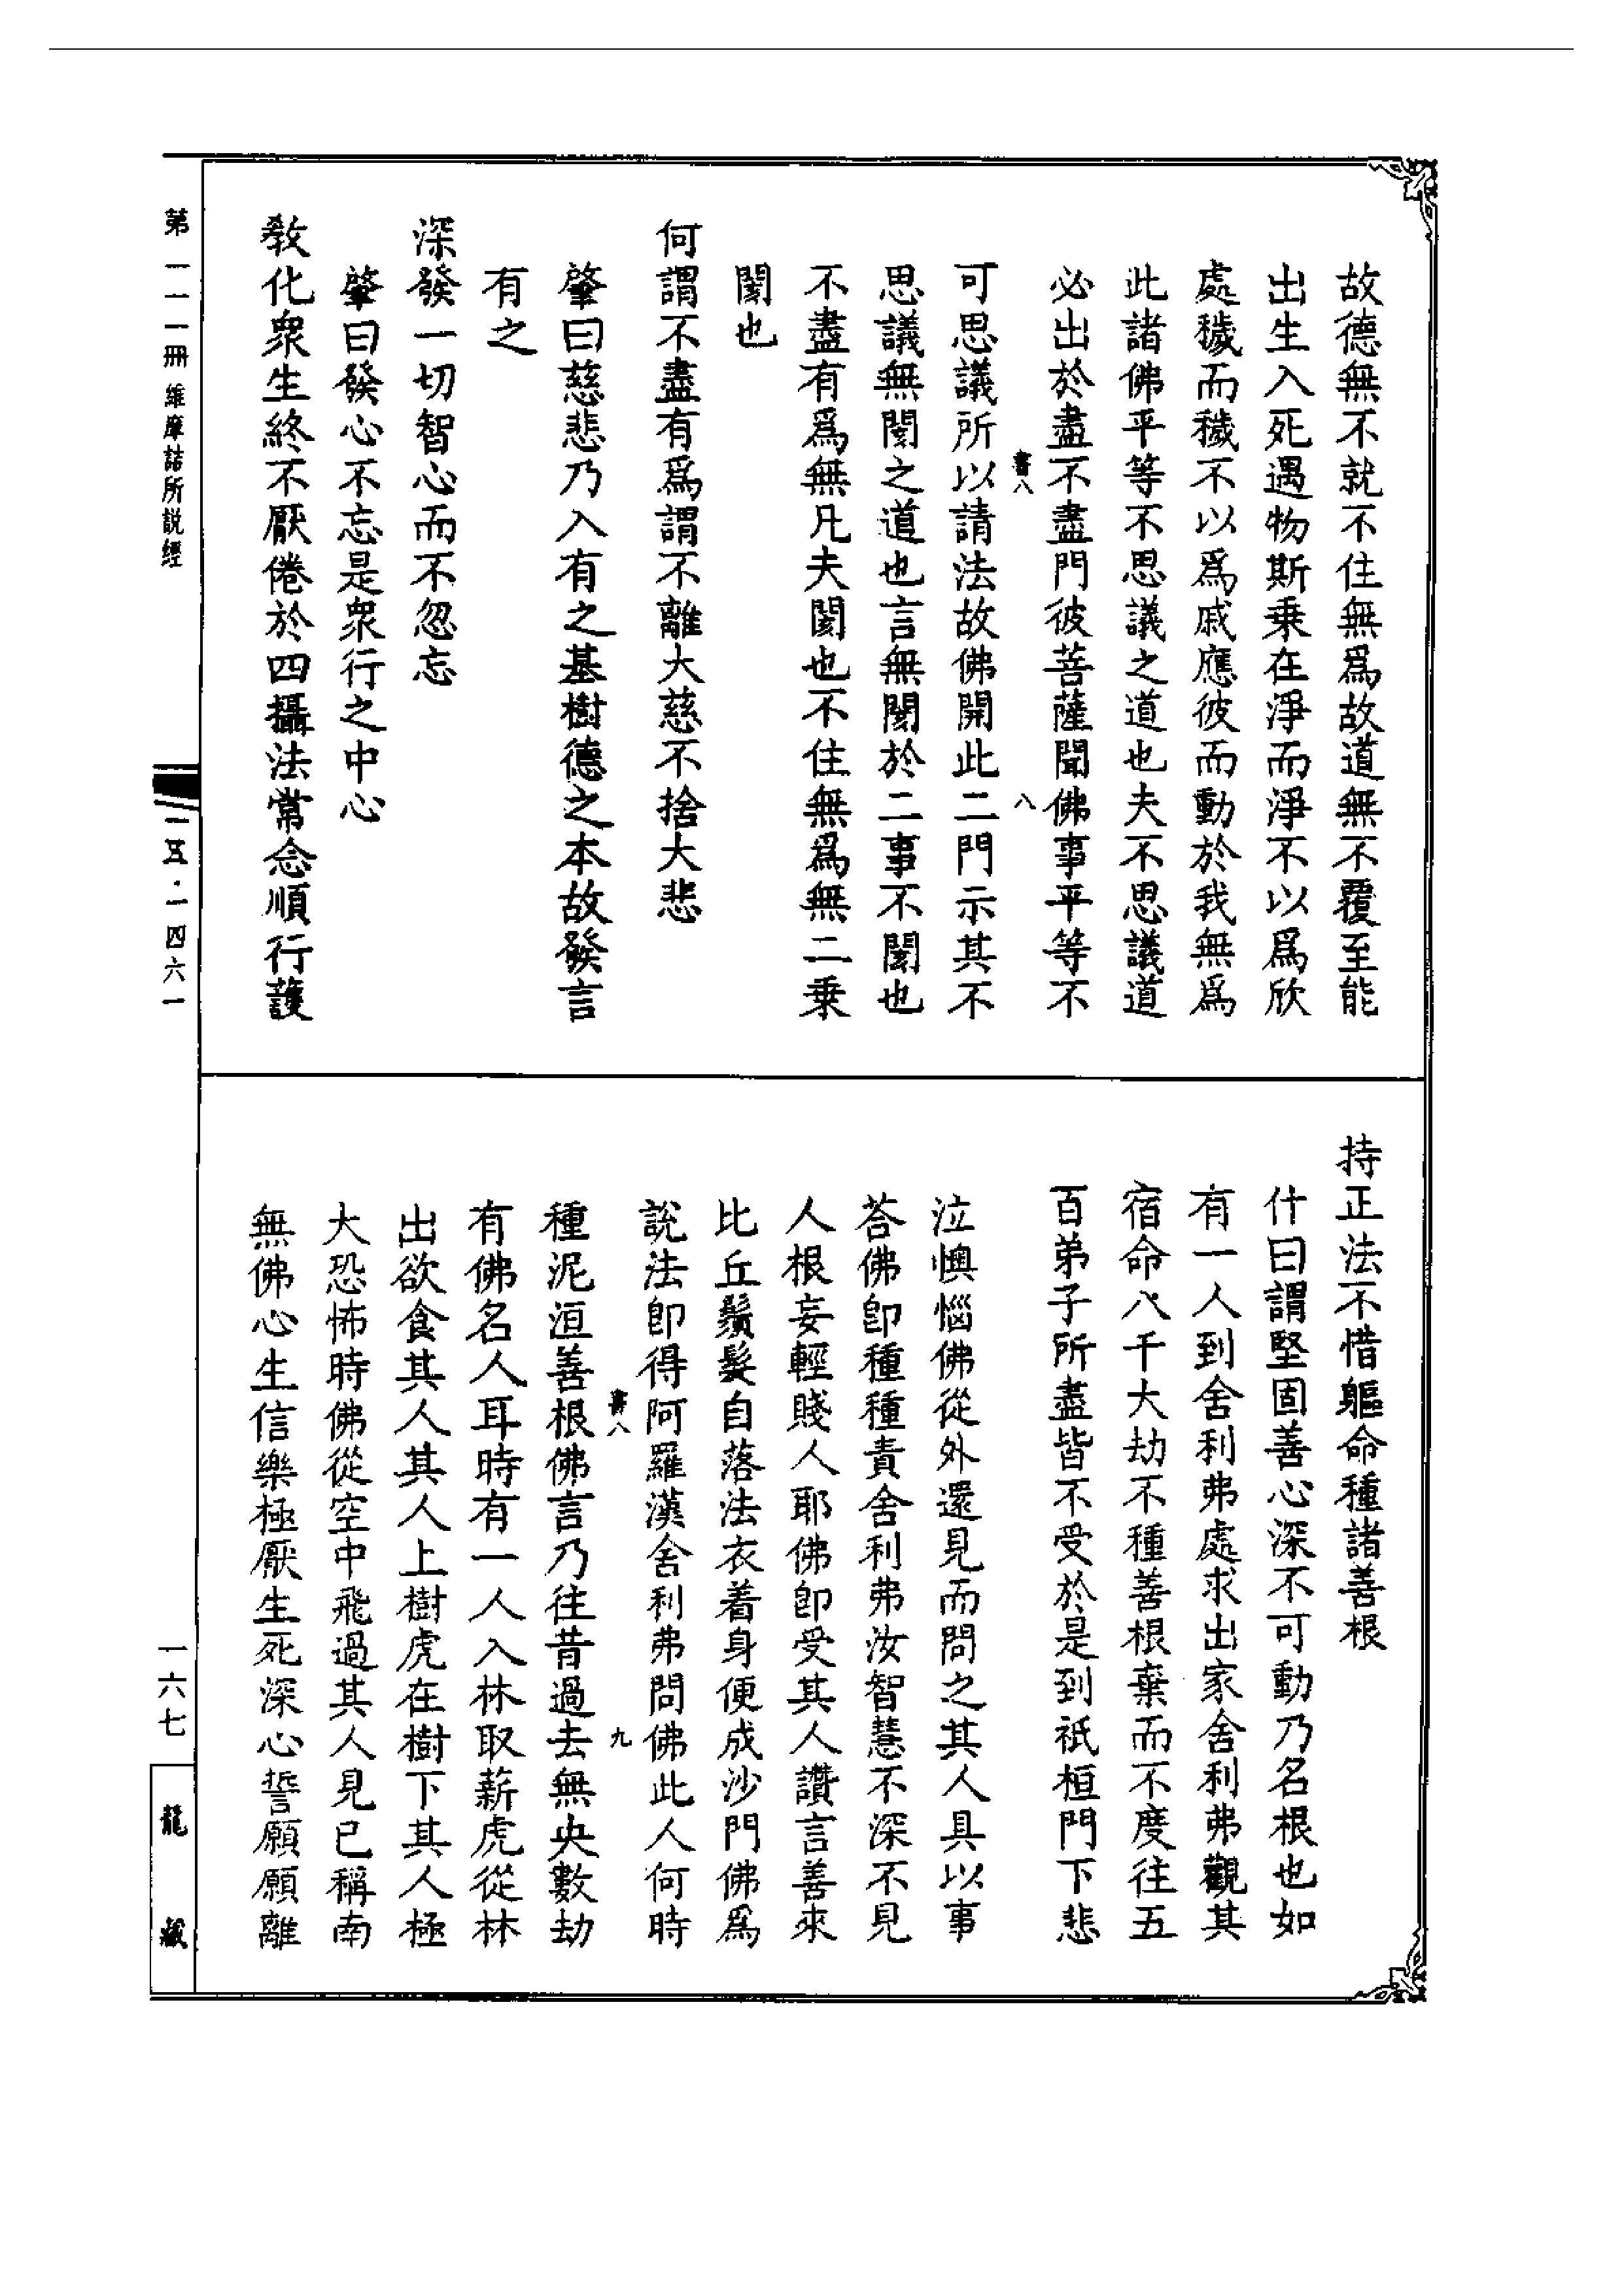 故德無不就不住無爲故道無不覆至能
出生入死遇物斯乗在淨而淨不以爲欣
處穢而穢不以爲戚應彼而動於我無爲
此諸佛平等不思議之道也夫不思議道
必出於盡不盡門彼菩薩聞佛事平等不
書八
八
可思議所以請法故佛開此二門示其不
思議無閡之道也言無閡於二事不閡也
不盡有爲無凡夫閡也不住無爲無二乗
閡也
何謂不盡有爲謂不離大慈不捨大悲
肇曰慈悲乃入有之基樹德之本故發言
有之
深發一切智心而不忽忘
肇曰發心不忘是衆行之中心
教化衆生終不厭倦於四攝法常念順行護
持正法不惜軀命種諸善根
什曰謂堅固善心深不可動乃名根也如
有一人到舍利弗處求出家舍利弗觀其
宿命八千大劫不種善根棄而不度往五
百弟子所盡皆不受於是到祇桓門下悲
泣懊惱佛從外還見而問之其人具以事
荅佛卽種種責舍利弗汝智慧不深不見
人根妄輕賤人耶佛卽受其人讚言善來
比丘鬚髮自落法衣着身便成沙門佛爲
說法卽得阿羅漢舍利弗問佛此人何時
書八
九
種泥洹善根佛言乃往昔過去無央數劫
有佛名人耳時有一人入林取薪虎從林
出欲食其人其人上樹虎在樹下其人極
大恐怖時佛從空中飛過其人見已稱南
無佛心生信樂極厭生死深心誓願願離
第一一一冊 維摩詰所説經
一五·一四六一
一六七
龍藏